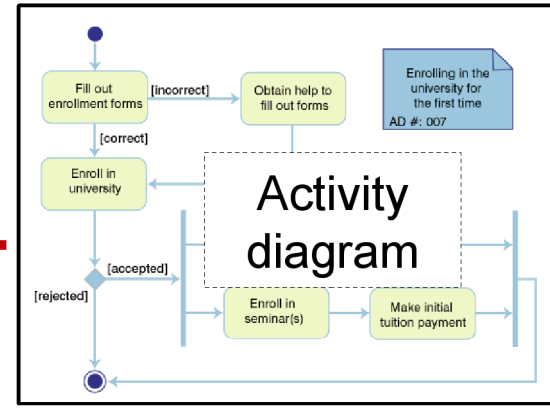 Fill out
enrollment forms
[incorrect]
Obtain help to
fill out forms
Enrolling in the
university for
the first time
AD #: 007
[correct]
Enroll in
university
Activity
diagram
[accepted]
[rejected]
Enroll in
seminar(s)
Make initial
tuition payment